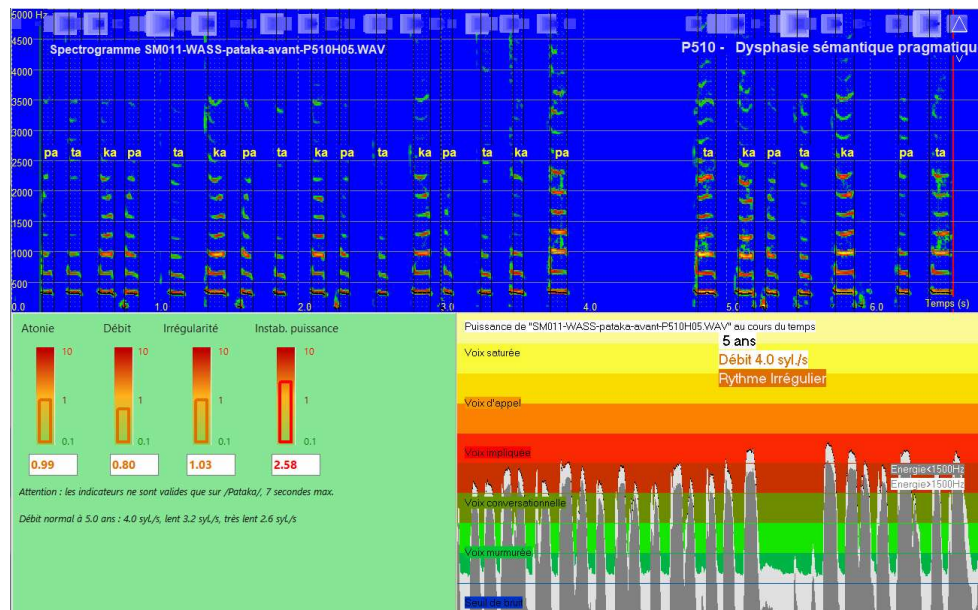 5000 Hz
4500
Spectrogramme SM011-WASS-pataka-avant-P510H05.WAV
P510 - Dysphasie sémantique pragmatiqu
4000
3500
3000
2500
pa ta ka pa ta ka pa ta ka pa ta ka pa ta ka pa ta ka pa ta ka pa ta
2000
1500
1000
500
1.0 2.0 3.0 4.0 5.0 6.0 Temps (s)
Atonie Débit Irrégularité Instab. puissance
10 10 10 10
1 1 1 1
0.1 0.1 0.1 0.1
0.99 0.80 1.03 2.58
Attention : les indicateurs ne sont valides que sur /Pataka/, 7 secondes max.
Débit normal à 5.0 ans : 4.0 syl./s, lent 3.2 syl./s, très lent 2.6 syl/s
Puissance de "SM011-WASS-pataka-avant-P510H05.WAV" au cours du temps
5 ans
Voix saturée
Débit 4.0 syl./s
Rythme Irrégulier
Voix d'appel
Voix impliquée
Energie<1500Hz
Energie>1500Hz
Voix conversationnelle
Voix murmurée
Seuil de bruit